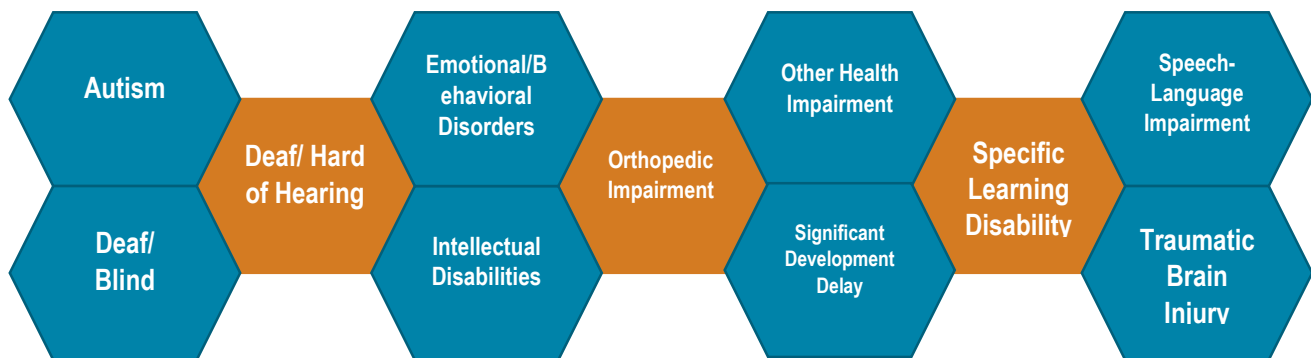 Autism
Deaf/
Blind
Deaf/ Hard
of Hearing
Emotional/B
ehavioral
Disorders
Intellectual
Disabilities
Orthopedic
Impairment
Other Health
Impairment
Significant
Development
Delay
Specific
Learning
Disability
Speech-
Language
Impairment
Traumatic
Brain
Injury